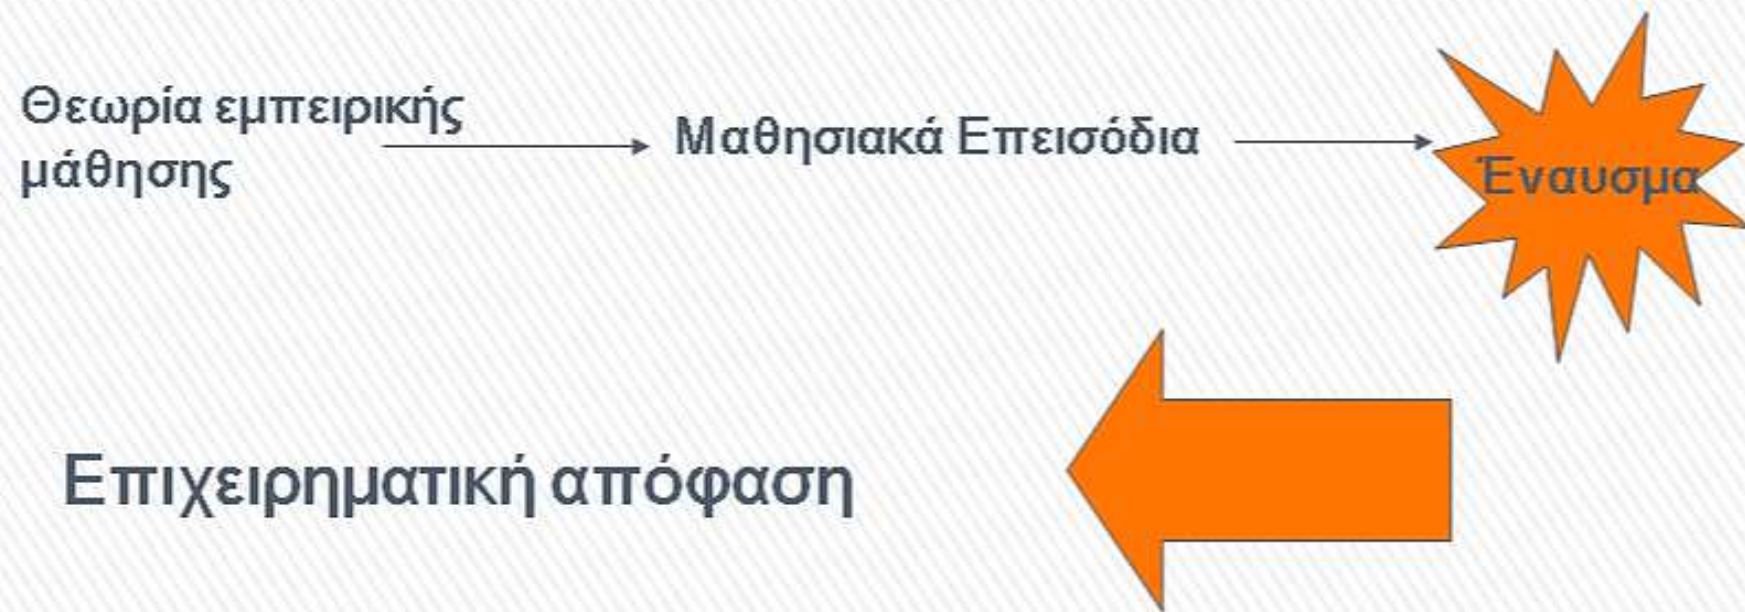 Θεωρία εμπειρικής
μάθησης
Μαθησιακά Επεισόδια
Έναυσμα
Επιχειρηματική απόφαση